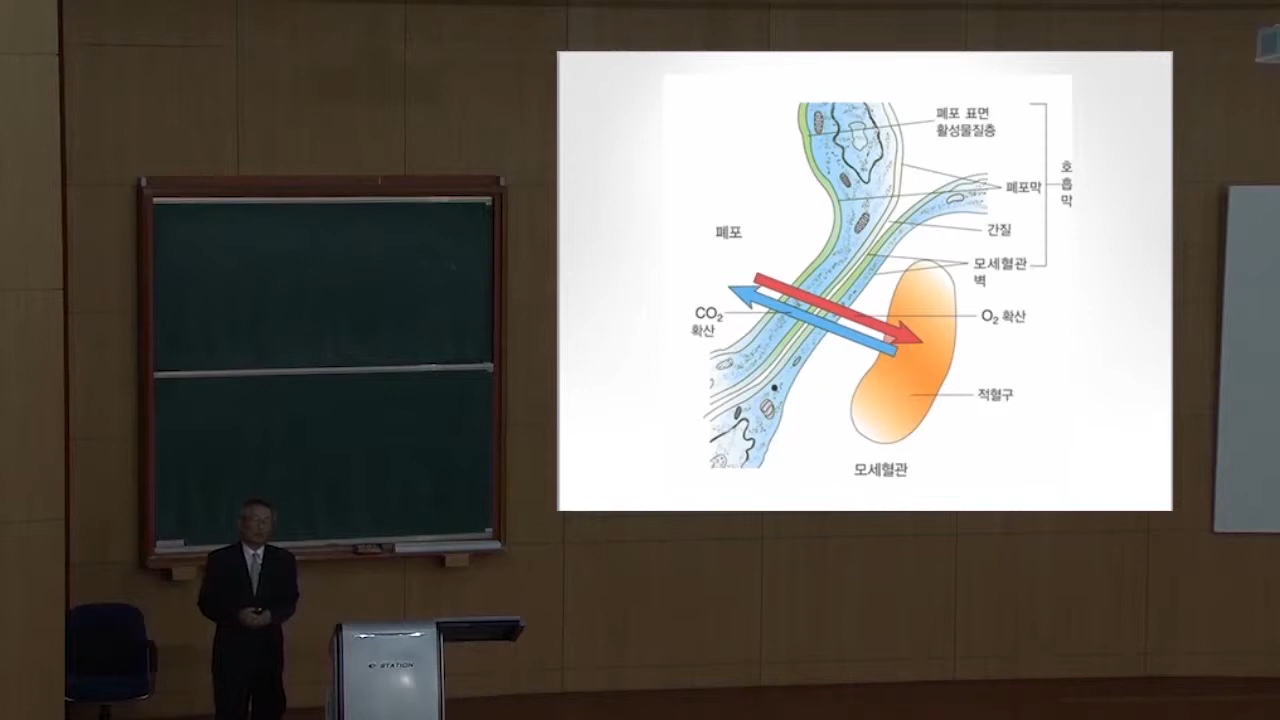 폐포 표면
활성물질층
호흡막
폐포막
폐포
간질
모세혈관
벽
CO₂
확산
O₂ 확산
적혈구
모세혈관
STATION